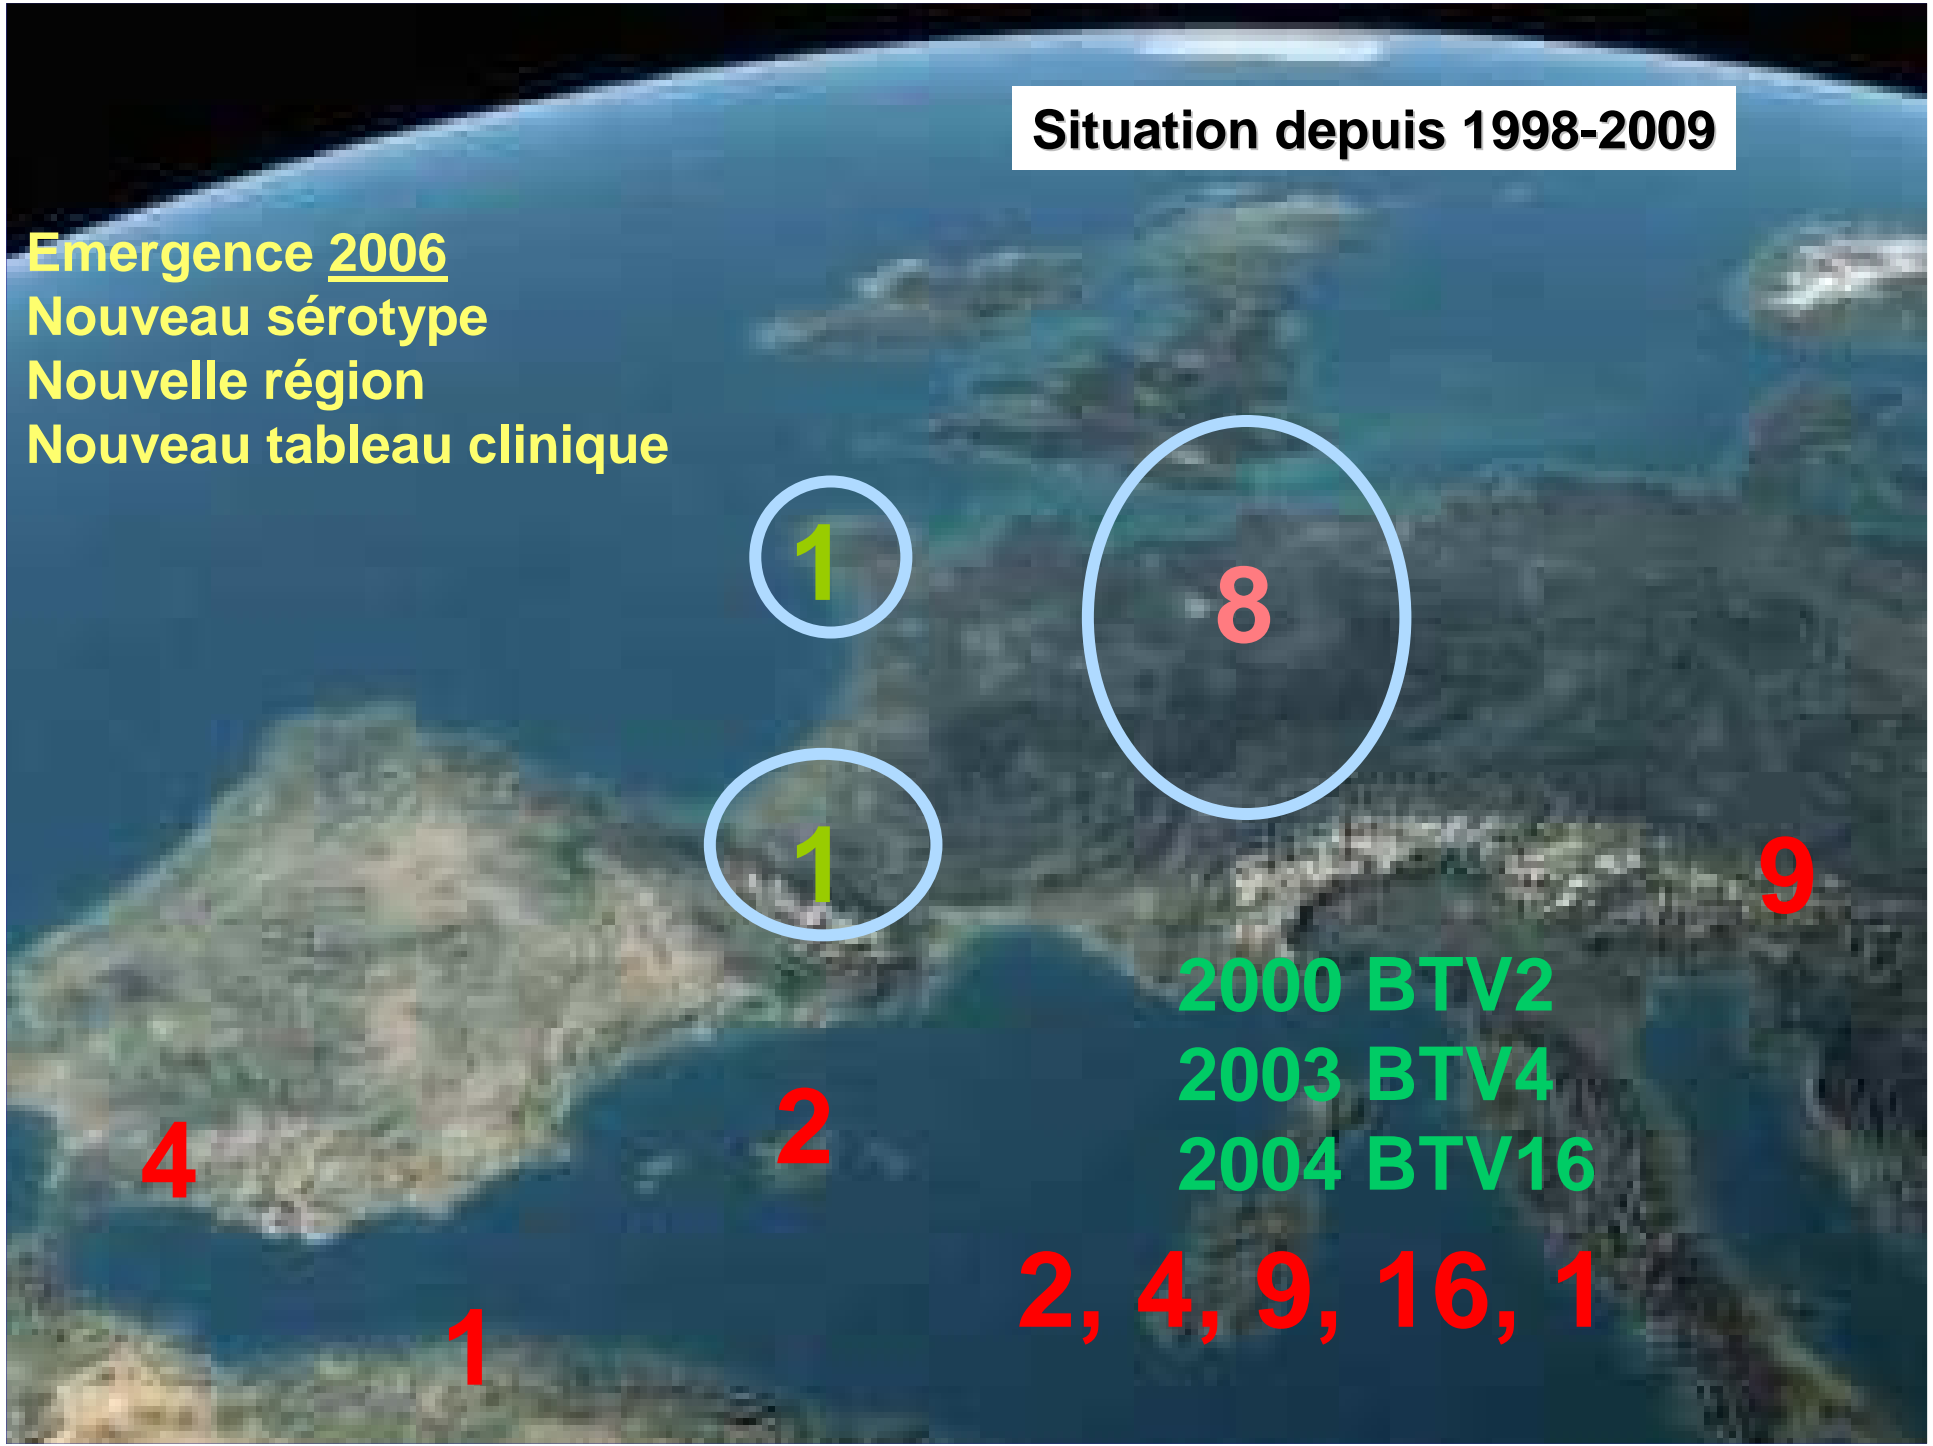 Situation depuis 1998-2009
Emergence 2006
Nouveau sérotype
Nouvelle région
Nouveau tableau clinique
1
8
1
9
2000 BTV2
2003 BTV4
2004 BTV16
2
4
2, 4, 9, 16, 1
1